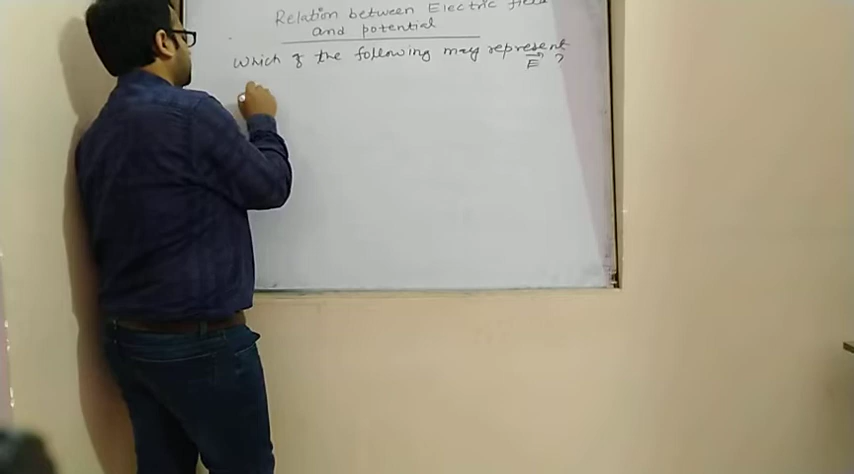 Relation between Electric field
and potential
Which of the following may represent
E ?